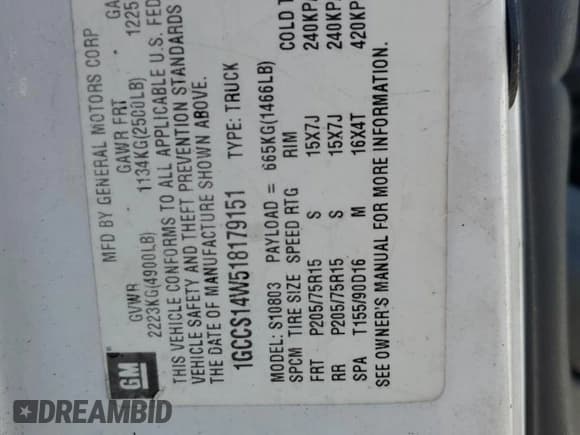 GM
MFD BY GENERAL MOTORS CORP
GVWR GAWR FRT
2223KG(4900LB) 1134KG(2500LB) 1225
THIS VEHICLE CONFORMS TO ALL APPLICABLE U.S. FED
VEHICLE SAFETY AND THEFT PREVENTION STANDARDS
THE DATE OF MANUFACTURE SHOWN ABOVE.
1GCCS14W518179151 TYPE: TRUCK
MODEL: S10803 PAYLOAD = 665KG(1466LB)
SPCM TIRE SIZE SPEED RTG RIM COLD
FRT P205/75R15 S 15X7J 240KP
RR P205/75R15 S 15X7J 240KP
SPA T155/90D16 M 16X4T 420KP
SEE OWNER'S MANUAL FOR MORE INFORMATION.
DREAMBID